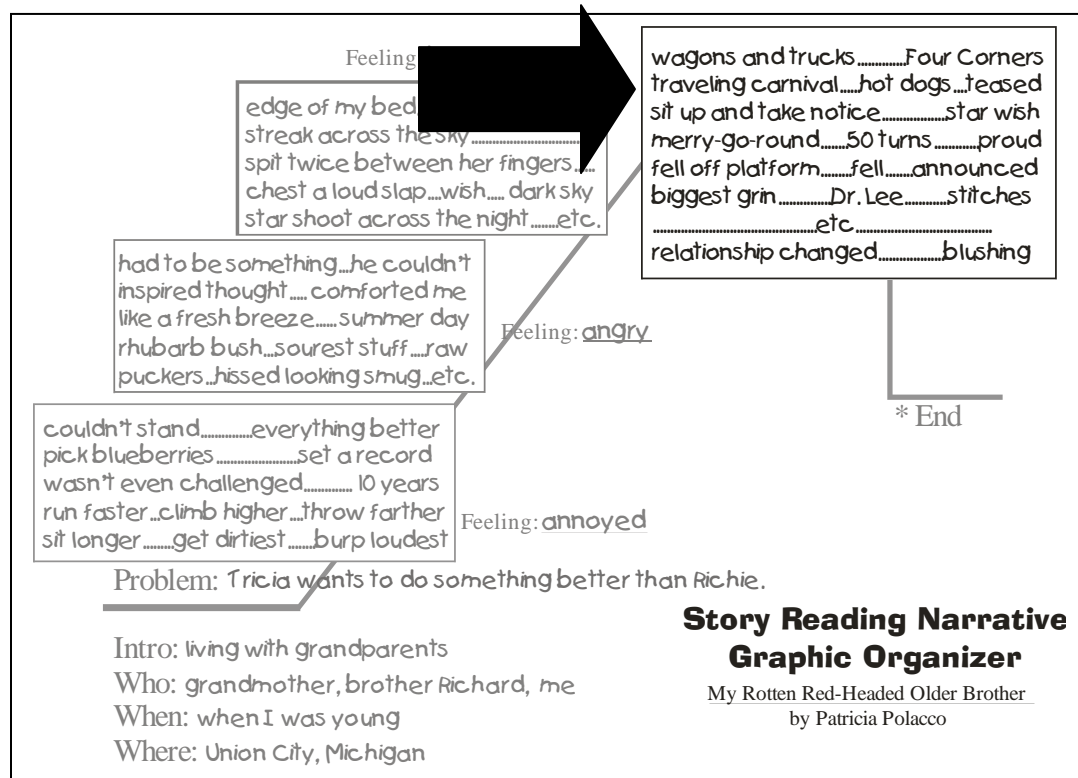 Feeling:
edge of my bed
streak across the sky....................
spit twice between her fingers.....
chest a loud slap....wish..... dark sky
star shoot across the night........etc.
wagons and trucks..............Four Corners
traveling carnival......hot dogs....teased
sit up and take notice..................star wish
merry-go-round.......50 turns ............proud
fell off platform........fell........announced
biggest grin ..............Dr. Lee............stitches
..............................etc...............................
relationship changed...................blushing
had to be something...he couldn't
inspired thought..... comforted me
like a fresh breeze......summer day
rhubarb bush...sourest stuff.....raw
puckers...hissed looking smug...etc.
Feeling: angry
* End
couldn't stand..............everything better
pick blueberries .......................set a record
wasn't even challenged............. 10 years
run faster...climb higher....throw farther
sit longer ........get dirtiest .......burp loudest
Feeling: annoyed
Problem: Tricia wants to do something better than Richie.
Intro: living with grandparents
Who: grandmother, brother Richard, me
When: when I was young
Where: Union City, Michigan
Story Reading Narrative
Graphic Organizer
My Rotten Red-Headed Older Brother
by Patricia Polacco